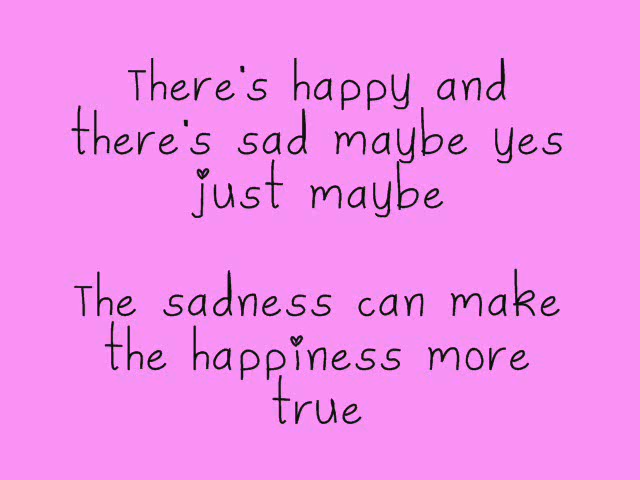 There's happy and
there's sad maybe yes
just maybe
The sadness can make
the happiness more
true